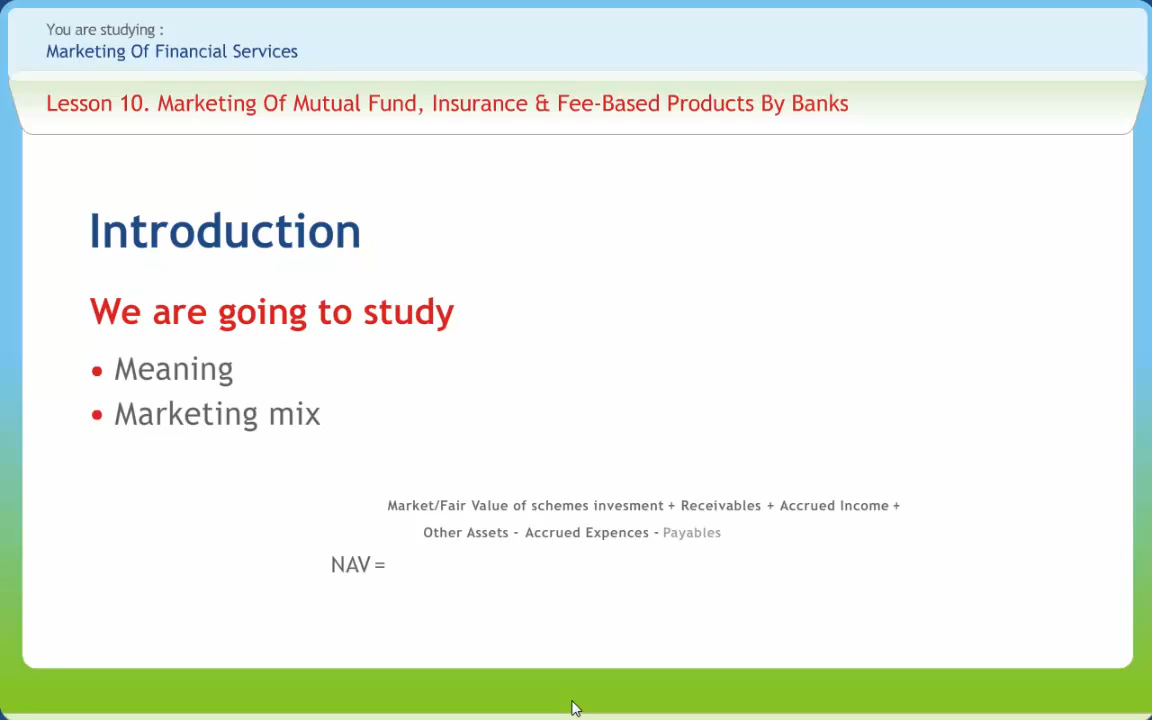 You are studying :
Marketing Of Financial Services
Lesson 10. Marketing Of Mutual Fund, Insurance & Fee-Based Products By Banks
Introduction
We are going to study
• Meaning
• Marketing mix
Market/Fair Value of schemes invesment + Receivables + Accrued Income +
Other Assets - Accrued Expences - Payables
NAV =